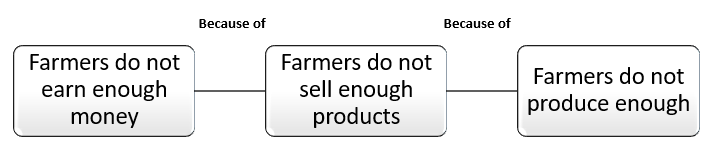 Because of
Because of
Farmers do not
earn enough
money
Farmers do not
sell enough
products
Farmers do not
produce enough